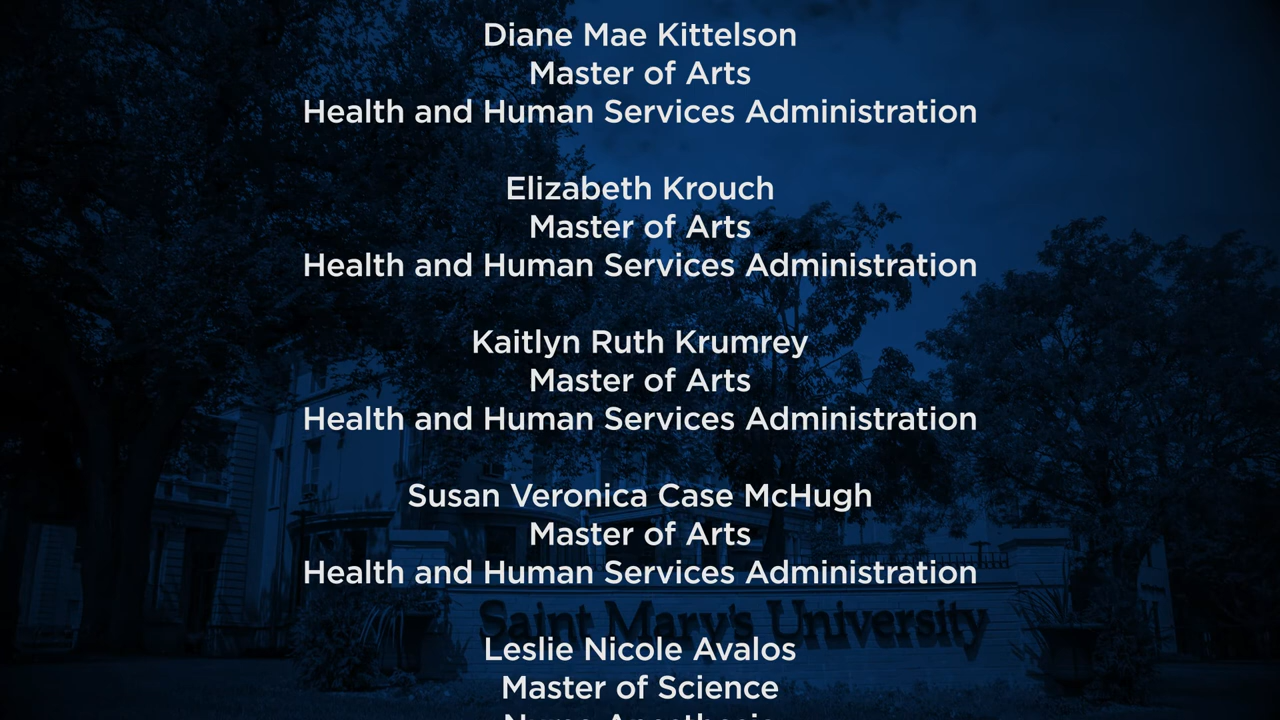 Diane Mae Kittelson
Master of Arts
Health and Human Services Administration
Elizabeth Krouch
Master of Arts
Health and Human Services Administration
Kaitlyn Ruth Krumrey
Master of Arts
Health and Human Services Administration
Susan Veronica Case McHugh
Master of Arts
Health and Human Services Administration
Saint Mary's University
Leslie Nicole Avalos
Master of Science
Nurse Anesthesia